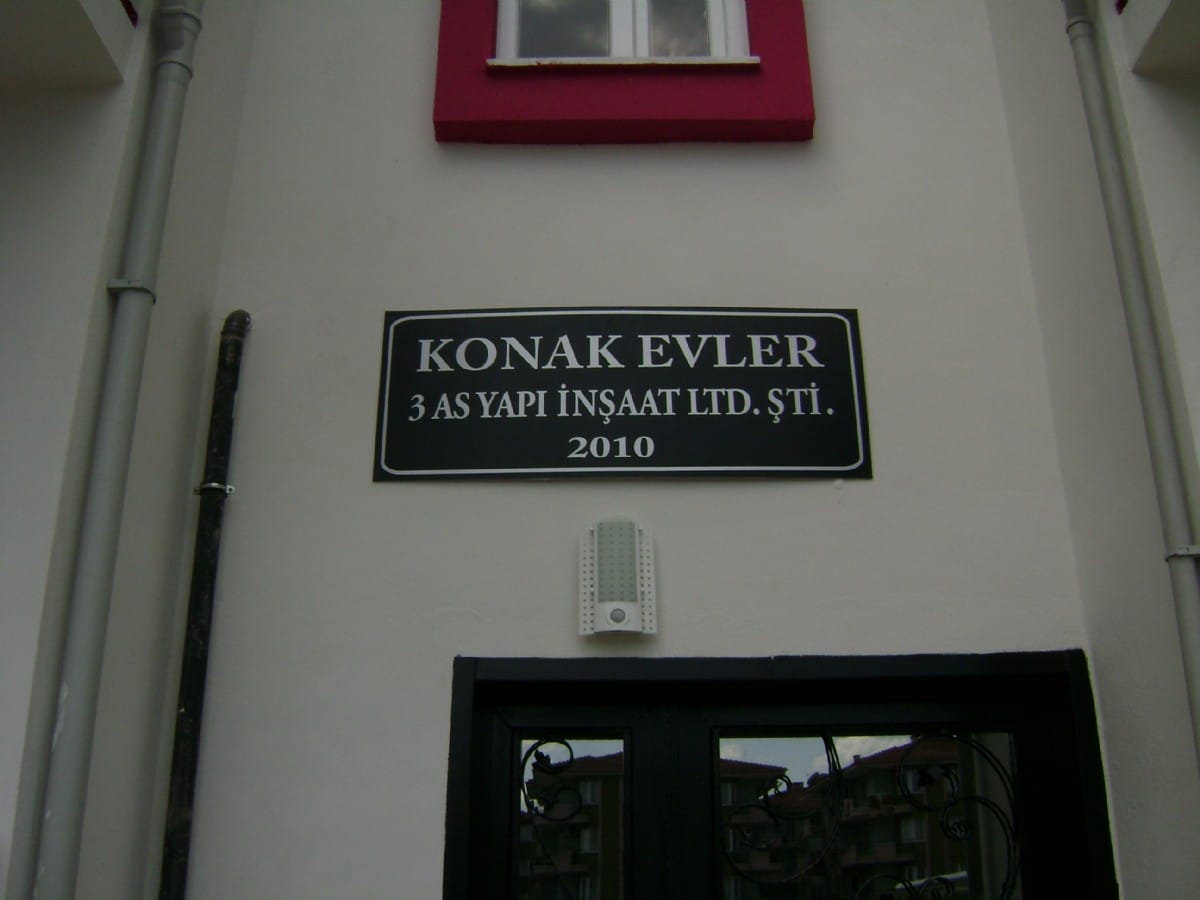 KONAK EVLER
3 AS YAPI İNŞAAT LTD. ŞTİ.
2010